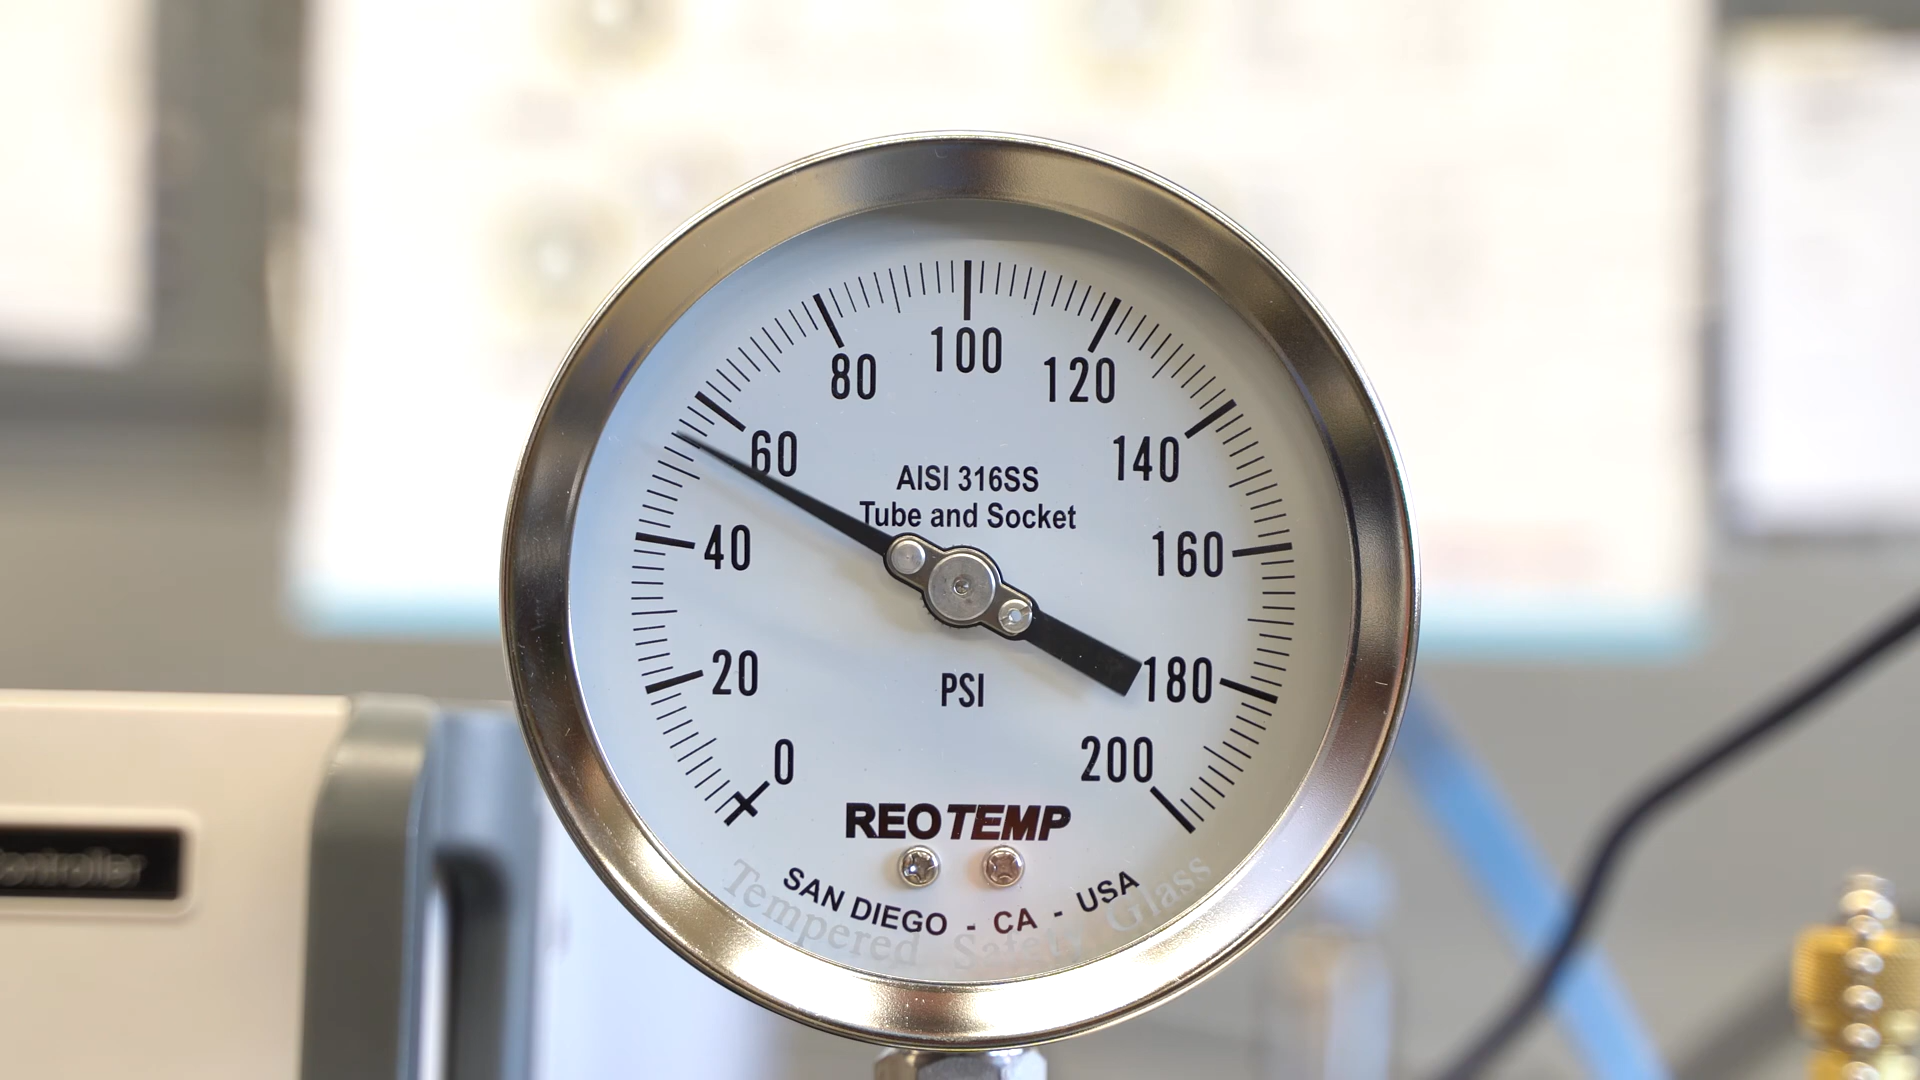 100
80
120
60
140
AISI 316SS
Tube and Socket
40
160
20
PSI
180
0
200
REOTEMP
SAN DIEGO - CA - USA
Tempered Safety Glass
ontroller